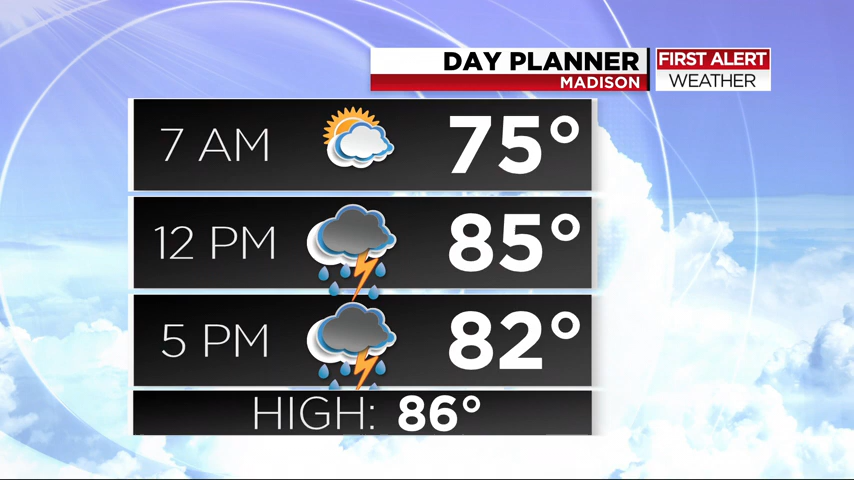 DAY PLANNER
MADISON
FIRST ALERT
WEATHER
7 AM 75°
12 PM 85°
5 PM 82°
HIGH: 86°